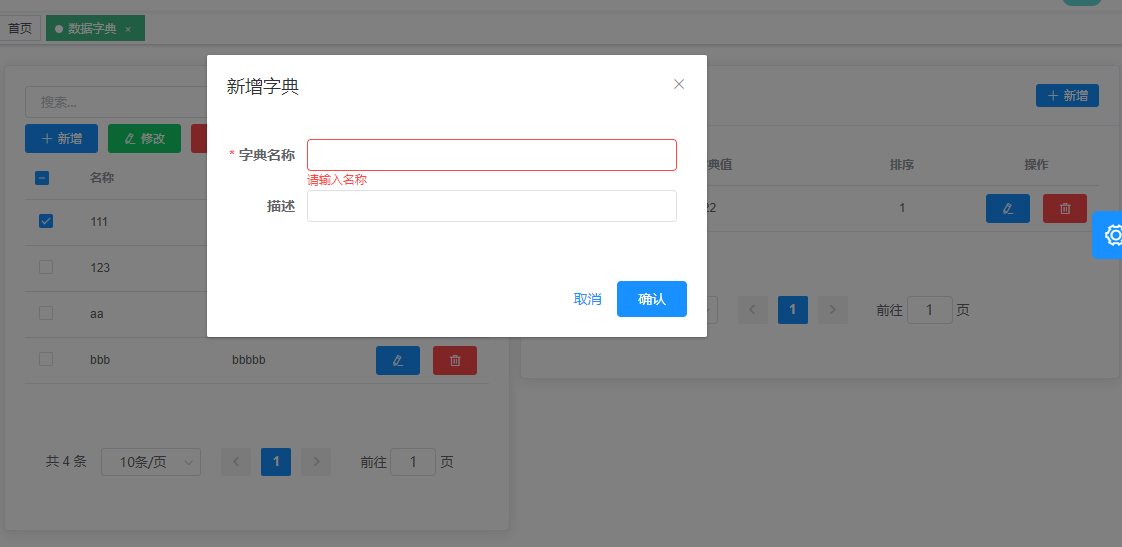 首页
数据字典 ×
新增字典
* 字典名称
请输入名称
描述
取消 确认
搜索...
+ 新增 修改
名称
111
123
aa
bbb bbbbb
共 4 条 10条/页 1 前往 1 页
+ 新增
典值 排序 操作
22 1
1 前往 1 页